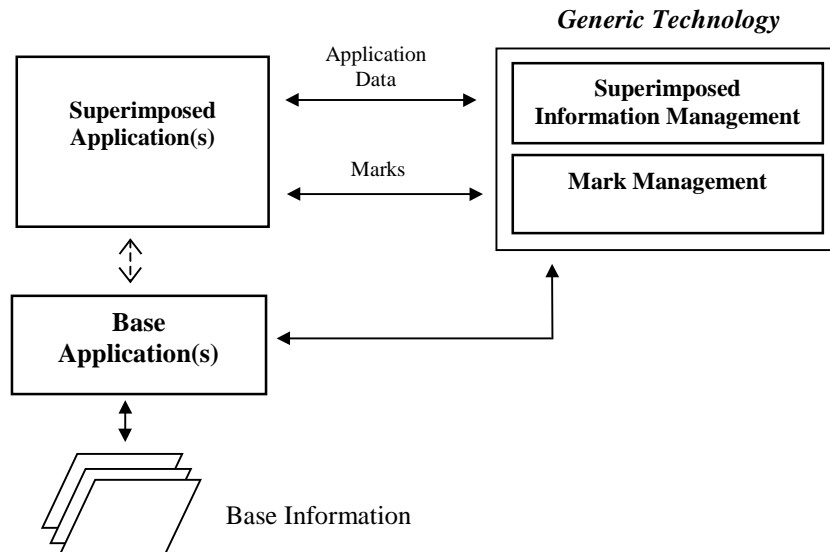 Generic Technology
Application
Data
Superimposed
Application(s)
Superimposed
Information Management
Marks
Mark Management
Base
Application(s)
Base Information